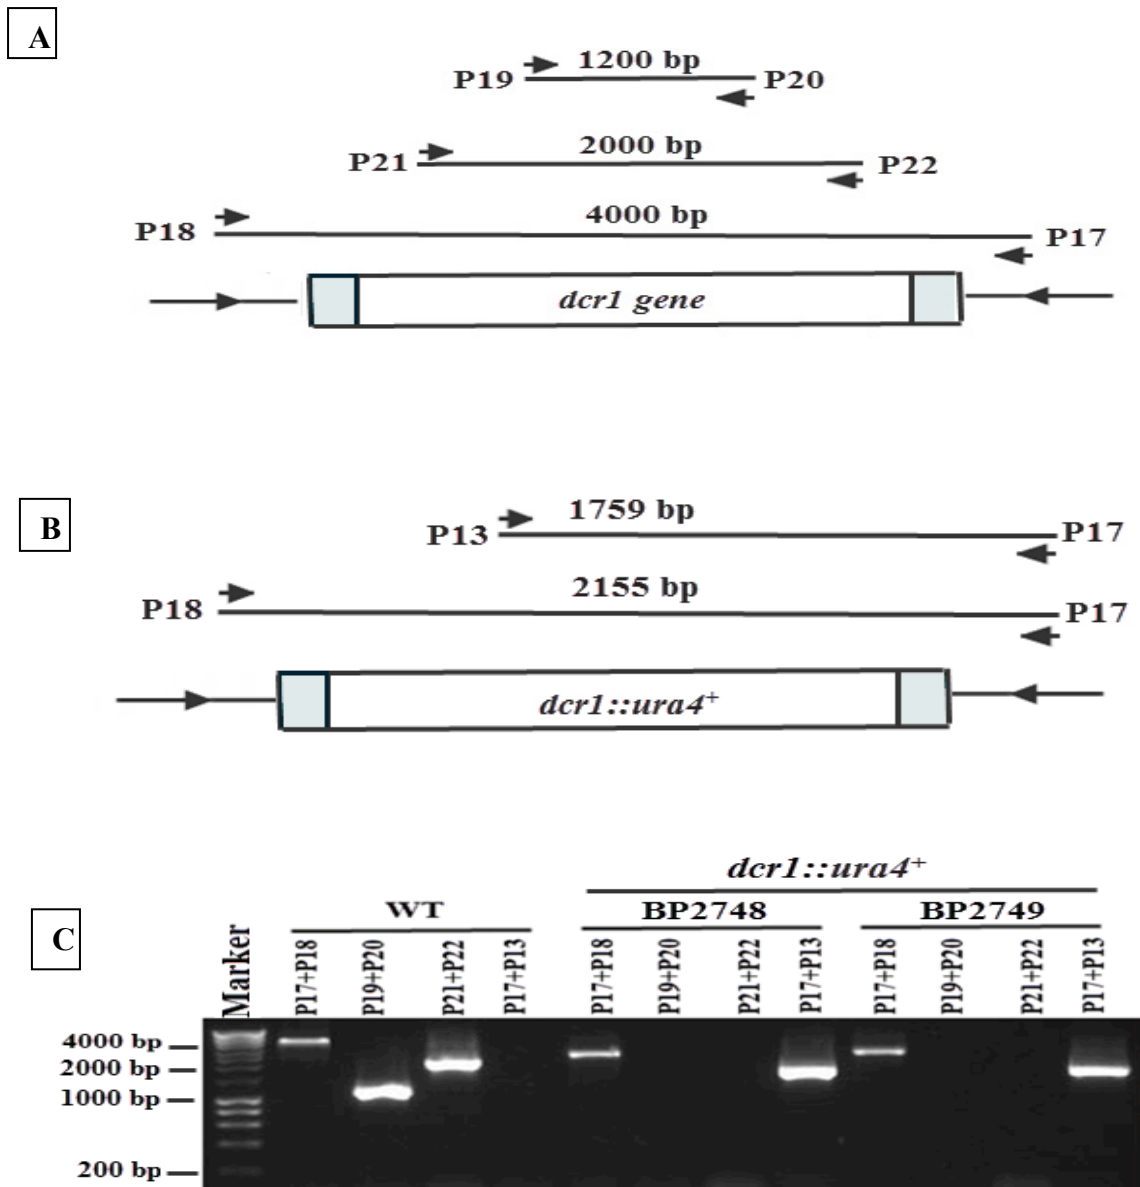 A
1200 bp
P19 P20
2000 bp
P21 P22
4000 bp
P18 P17
dcr1 gene
B
1759 bp
P13 P17
2155 bp
P18 P17
dcr1::ura4+
C
dcr1::ura4+
WT BP2748 BP2749
Marker P17+P18 P19+P20 P21+P22 P17+P13 P17+P18 P19+P20 P21+P22 P17+P13 P17+P18 P19+P20 P21+P22 P17+P13
4000 bp
2000 bp
1000 bp
200 bp